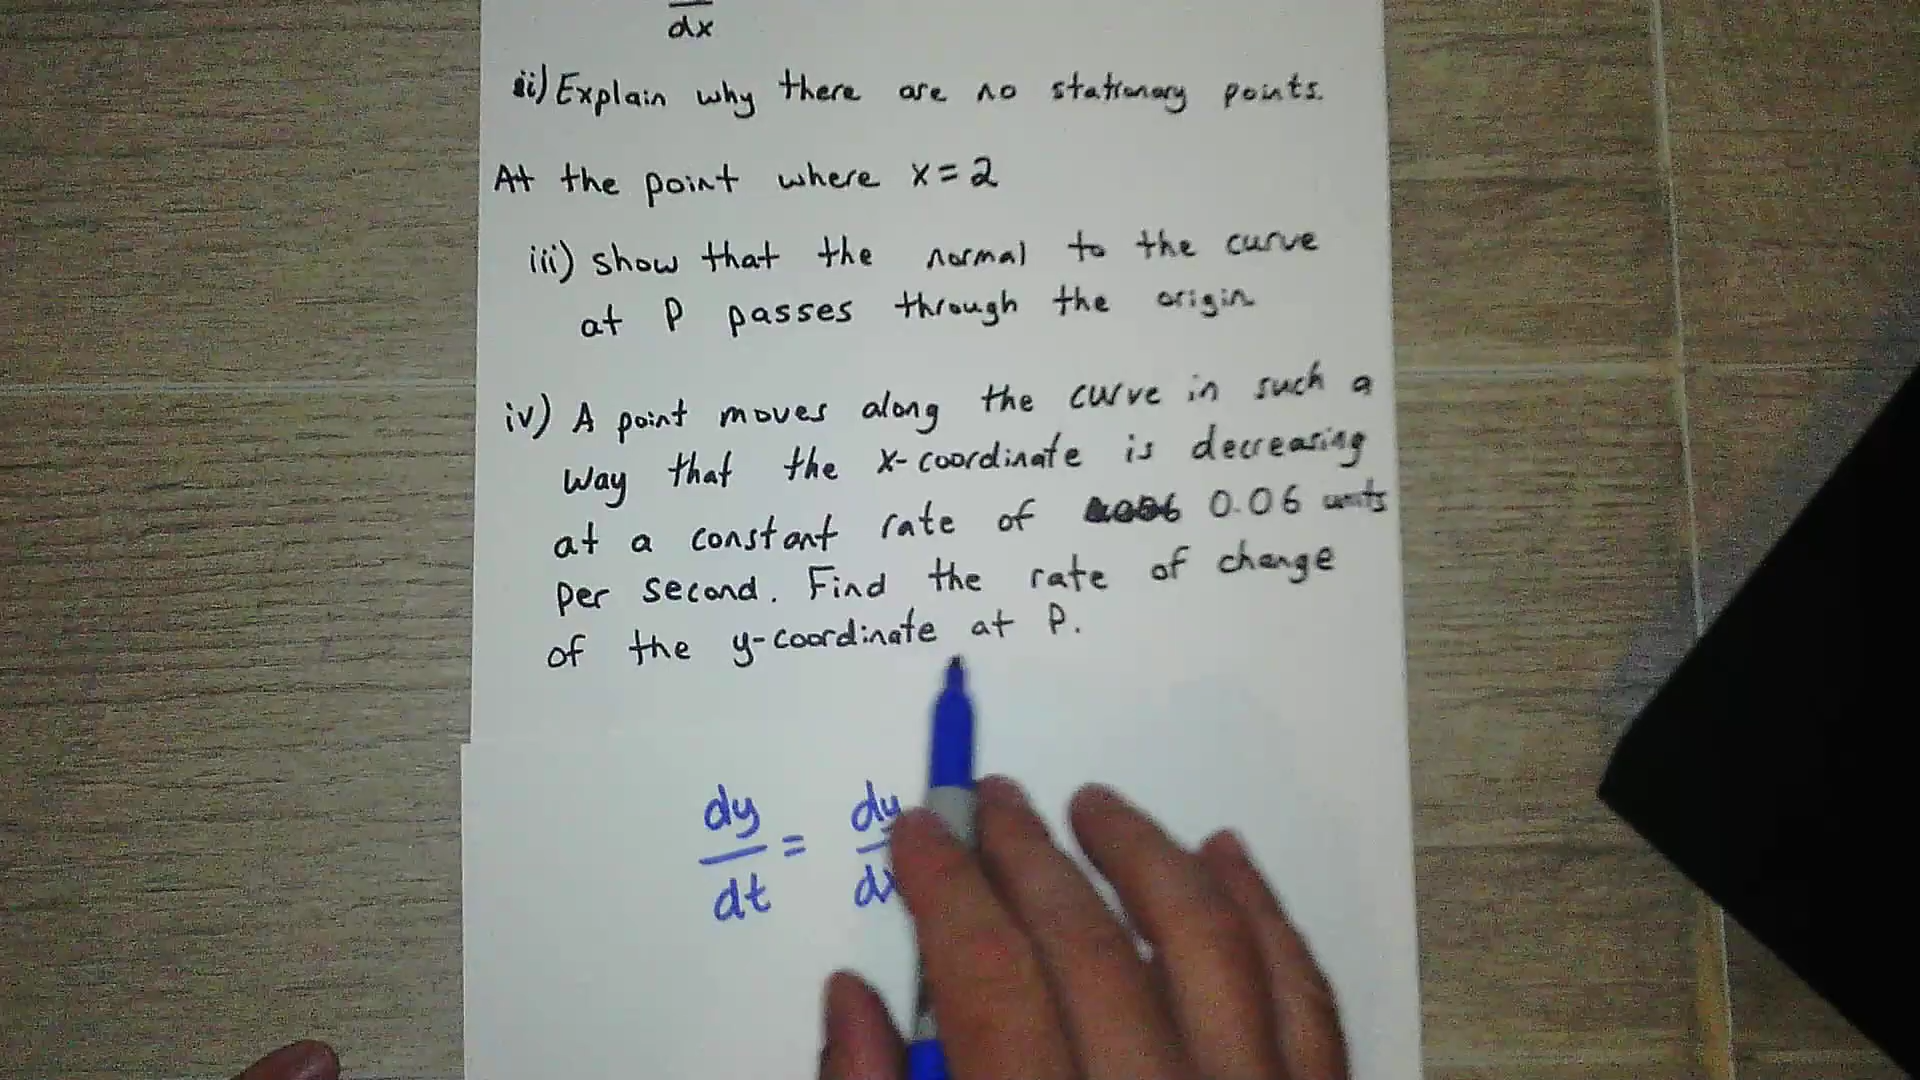 dx
ii) Explain why there are no stationary points.
At the point where x=2
iii) show that the normal to the curve
at P passes through the origin
iv) A point moves along the curve in such a
way that the x-coordinate is decreasing
at a constant rate of 0.06 units
per second. Find the rate of change
of the y-coordinate at P.
dy/dt = dy/dx